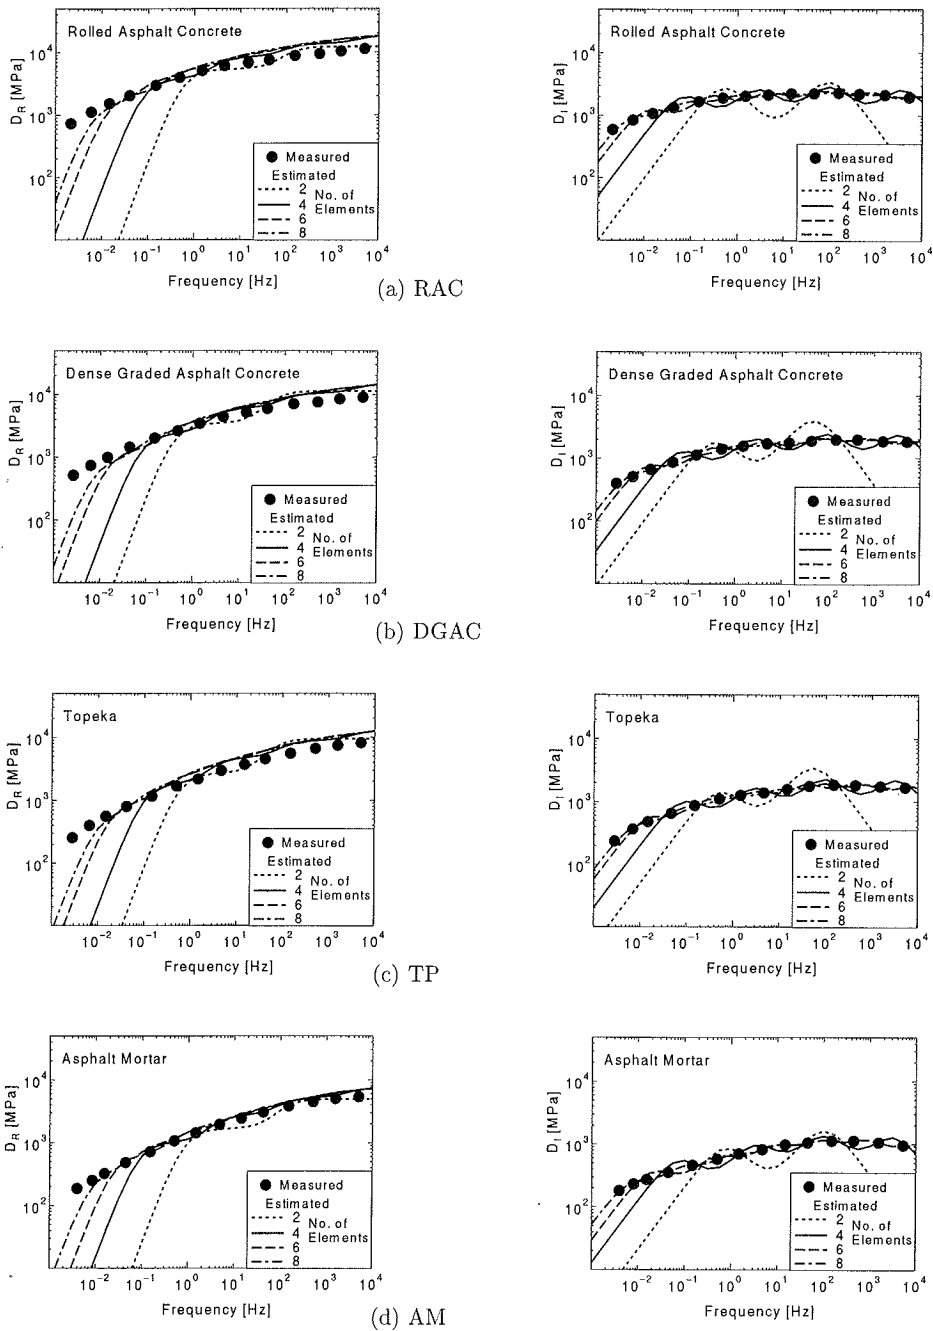 Rolled Asphalt Concrete
D_R [MPa]
10^4
10^3
10^2
Measured
Estimated
2
4
6
8
No. of
Elements
10^-2 10^-1 10^0 10^1 10^2 10^3 10^4
Frequency [Hz]
Rolled Asphalt Concrete
D_I [MPa]
10^4
10^3
10^2
Measured
Estimated
2
4
6
8
No. of
Elements
10^-2 10^-1 10^0 10^1 10^2 10^3 10^4
Frequency [Hz]
(a) RAC
Dense Graded Asphalt Concrete
D_R [MPa]
10^4
10^3
10^2
Measured
Estimated
2
4
6
8
No. of
Elements
10^-2 10^-1 10^0 10^1 10^2 10^3 10^4
Frequency [Hz]
Dense Graded Asphalt Concrete
D_I [MPa]
10^4
10^3
10^2
Measured
Estimated
2
4
6
8
No. of
Elements
10^-2 10^-1 10^0 10^1 10^2 10^3 10^4
Frequency [Hz]
(b) DGAC
Topeka
D_R [MPa]
10^4
10^3
10^2
Measured
Estimated
2
4
6
8
No. of
Elements
10^-2 10^-1 10^0 10^1 10^2 10^3 10^4
Frequency [Hz]
Topeka
D_I [MPa]
10^4
10^3
10^2
Measured
Estimated
2
4
6
8
No. of
Elements
10^-2 10^-1 10^0 10^1 10^2 10^3 10^4
Frequency [Hz]
(c) TP
Asphalt Mortar
D_R [MPa]
10^4
10^3
10^2
Measured
Estimated
2
4
6
8
No. of
Elements
10^-2 10^-1 10^0 10^1 10^2 10^3 10^4
Frequency [Hz]
Asphalt Mortar
D_I [MPa]
10^4
10^3
10^2
Measured
Estimated
2
4
6
8
No. of
Elements
10^-2 10^-1 10^0 10^1 10^2 10^3 10^4
Frequency [Hz]
(d) AM